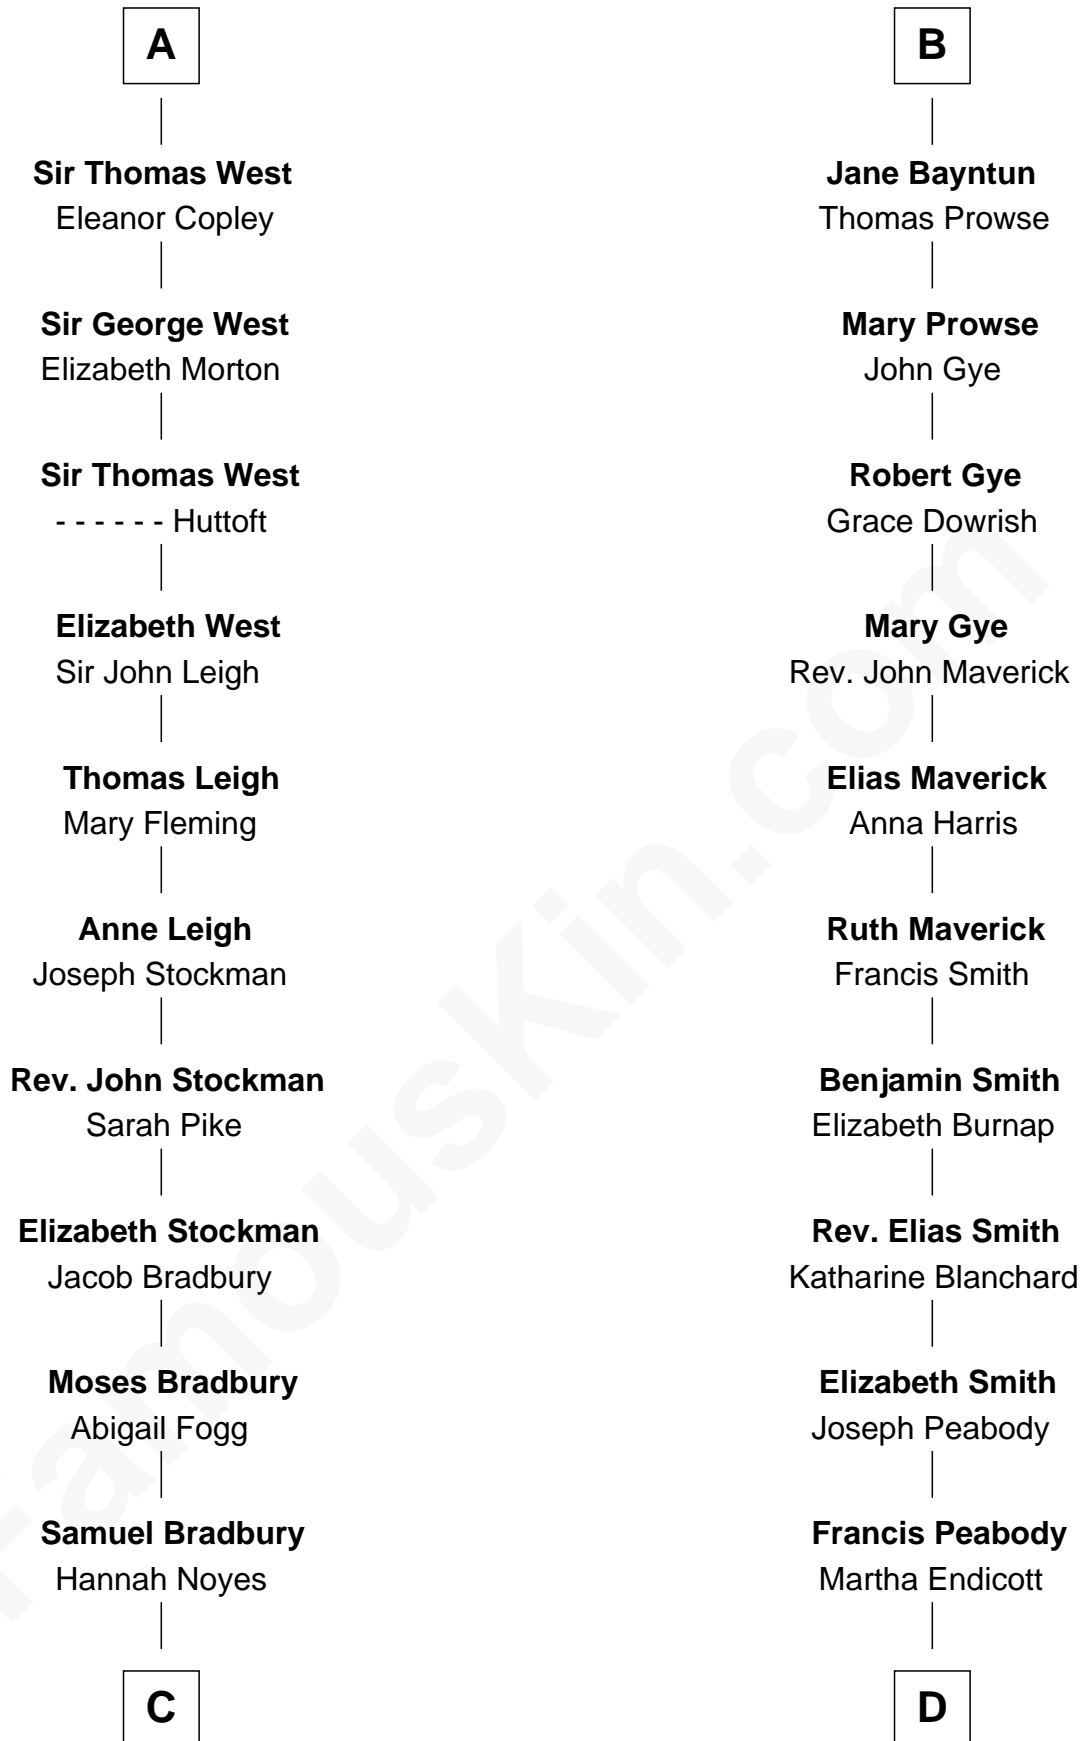 A
Sir Thomas West
Eleanor Copley
Sir George West
Elizabeth Morton
Sir Thomas West
- - - - - - Huttoft
Elizabeth West
Sir John Leigh
Thomas Leigh
Mary Fleming
Anne Leigh
Joseph Stockman
Rev. John Stockman
Sarah Pike
Elizabeth Stockman
Jacob Bradbury
Moses Bradbury
Abigail Fogg
Samuel Bradbury
Hannah Noyes
C
B
Jane Bayntun
Thomas Prowse
Mary Prowse
John Gye
Robert Gye
Grace Dowrish
Mary Gye
Rev. John Maverick
Elias Maverick
Anna Harris
Ruth Maverick
Francis Smith
Benjamin Smith
Elizabeth Burnap
Rev. Elias Smith
Katharine Blanchard
Elizabeth Smith
Joseph Peabody
Francis Peabody
Martha Endicott
D
FamousKin.com